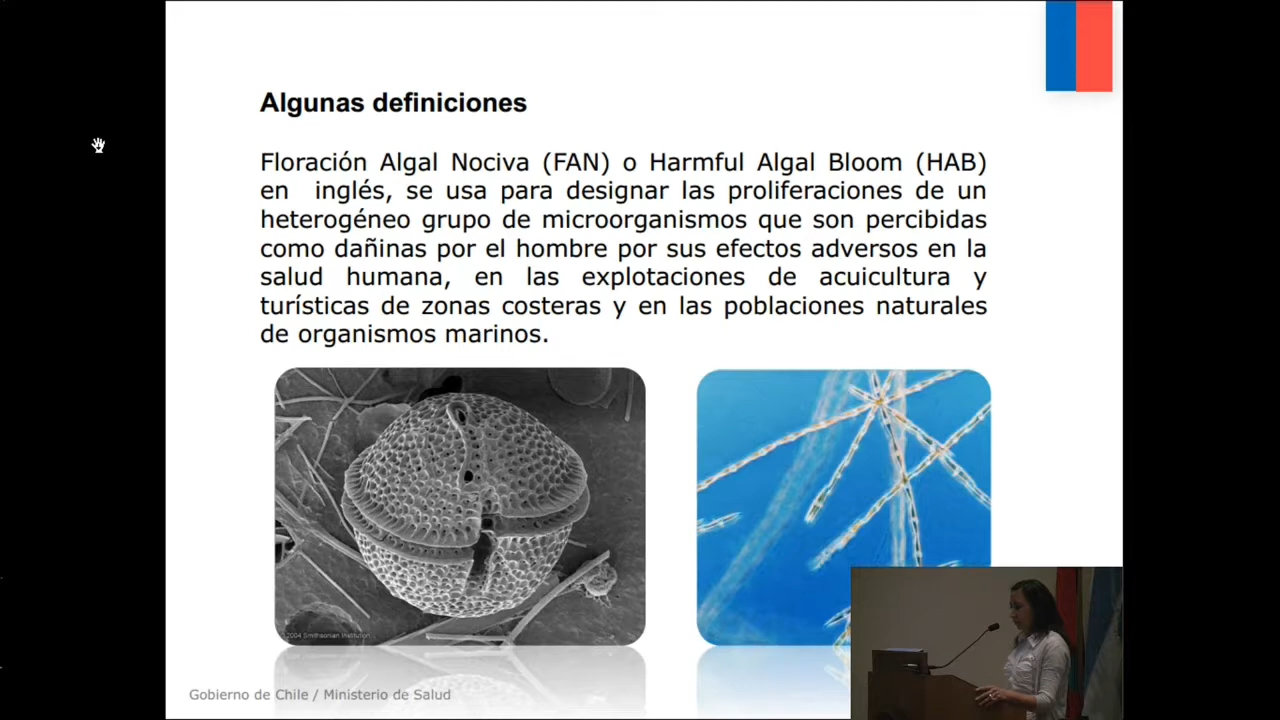 Algunas definiciones
Floración Algal Nociva (FAN) o Harmful Algal Bloom (HAB)
en inglés, se usa para designar las proliferaciones de un
heterogéneo grupo de microorganismos que son percibidas
como dañinas por el hombre por sus efectos adversos en la
salud humana, en las explotaciones de acuicultura y
turísticas de zonas costeras y en las poblaciones naturales
de organismos marinos.
© 2004 Smithsonian Institution
Gobierno de Chile / Ministerio de Salud